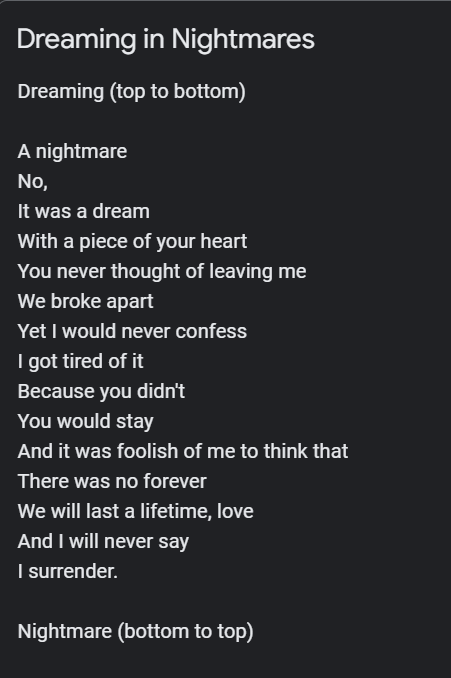 Dreaming in Nightmares
Dreaming (top to bottom)
A nightmare
No,
It was a dream
With a piece of your heart
You never thought of leaving me
We broke apart
Yet I would never confess
I got tired of it
Because you didn't
You would stay
And it was foolish of me to think that
There was no forever
We will last a lifetime, love
And I will never say
I surrender.
Nightmare (bottom to top)